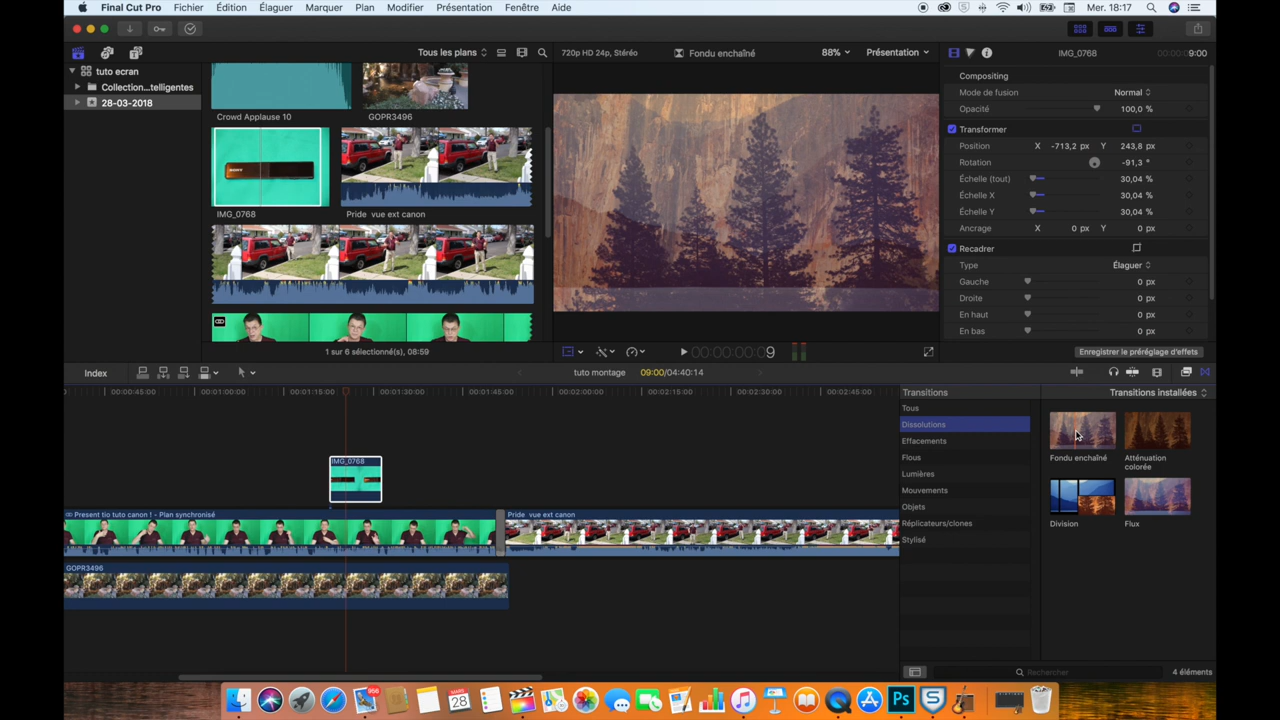 Final Cut Pro Fichier Édition Élaguer Marquer Plan Modifier Présentation Fenêtre Aide Mer. 18:17
Tous les plans
720p HD 24p, Stéréo Fondu enchaîné 88% Présentation
IMG_0768 9:00
tuto ecran
Collection...telligentes
28-03-2018
Crowd Applause 10
GOPR3496
IMG_0768
Pride vue ext canon
1 sur 6 sélectionné(s), 08:59
Compositing
Mode de fusion Normal
Opacité 100,0 %
Transformer
Position X -713,2 px Y 243,8 px
Rotation -91,3 °
Échelle (tout) 30,04 %
Échelle X 30,04 %
Échelle Y 30,04 %
Ancrage X 0 px Y 0 px
Recadrer
Type Élaguer
Gauche 0 px
Droite 0 px
En haut 0 px
En bas 0 px
00:00:00:09
Enregistrer le préréglage d'effets
Index
tuto montage 09:00/04:40:14
00:00:45:00 00:01:00:00 00:01:15:00 00:01:30:00 00:01:45:00 00:02:00:00 00:02:15:00 00:02:30:00 00:02:45:00
IMG_0768
Present tio tuto canon ! - Plan synchronisé
Pride vue ext canon
GOPR3496
Transitions
Transitions installées
Tous
Dissolutions
Effacements
Flous
Lumières
Mouvements
Objets
Réplicateurs/clones
Stylisé
Fondu enchaîné
Atténuation colorée
Division
Flux
Rechercher
4 éléments
956
MARS
28
Ps
S